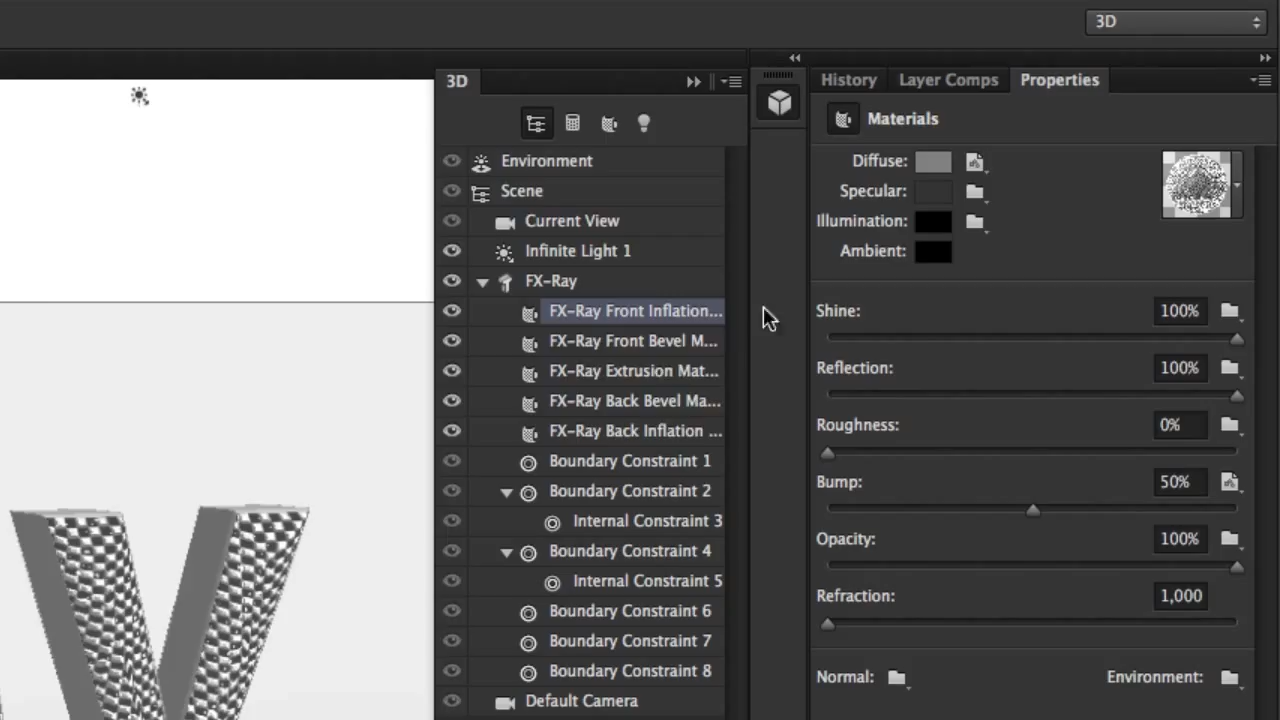 3D
3D
Environment
Scene
Current View
Infinite Light 1
FX-Ray
FX-Ray Front Inflation...
FX-Ray Front Bevel M...
FX-Ray Extrusion Mat...
FX-Ray Back Bevel Ma...
FX-Ray Back Inflation ...
Boundary Constraint 1
Boundary Constraint 2
Internal Constraint 3
Boundary Constraint 4
Internal Constraint 5
Boundary Constraint 6
Boundary Constraint 7
Boundary Constraint 8
Default Camera
History Layer Comps Properties
Materials
Diffuse:
Specular:
Illumination:
Ambient:
Shine: 100%
Reflection: 100%
Roughness: 0%
Bump: 50%
Opacity: 100%
Refraction: 1,000
Normal: Environment: